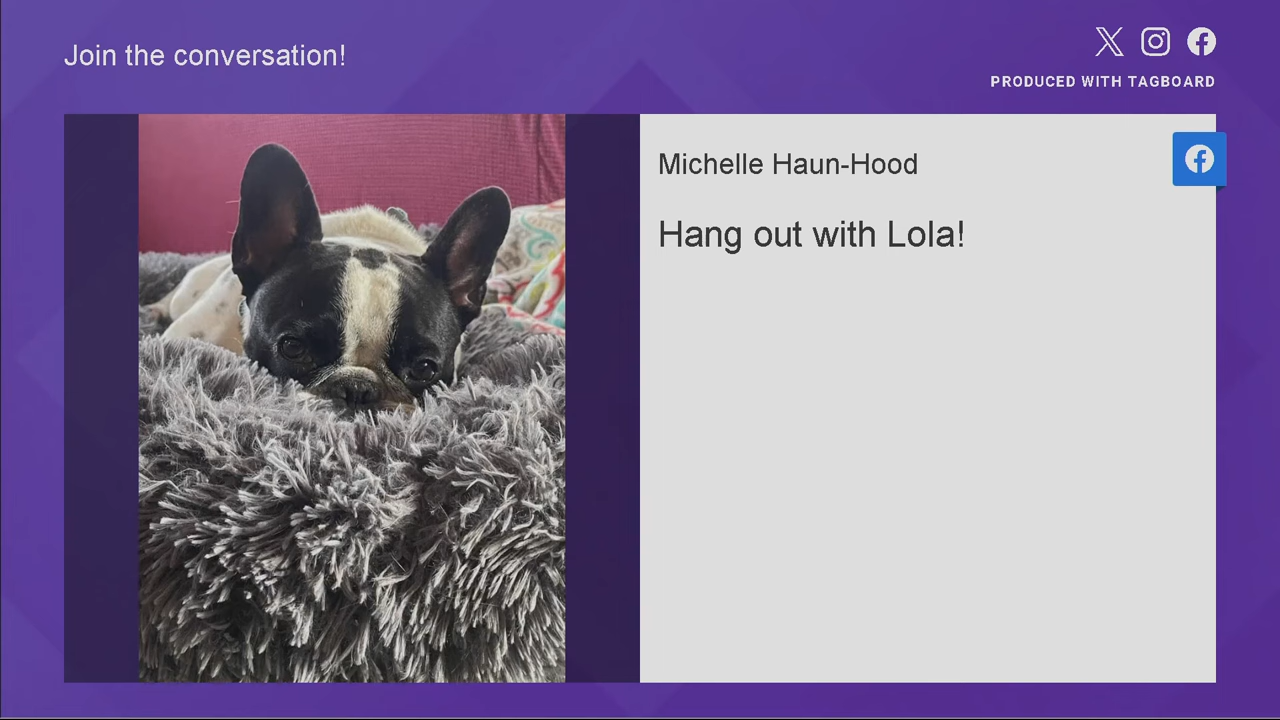 Join the conversation!
PRODUCED WITH TAGBOARD
Michelle Haun-Hood
Hang out with Lola!